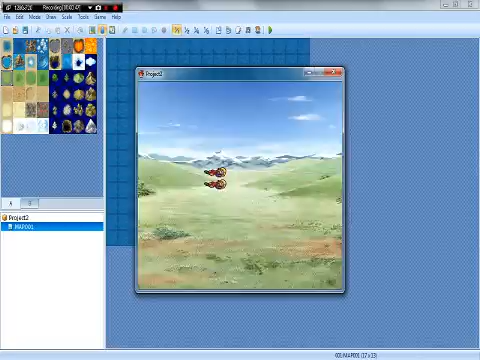 1280x720
Recording [00:00:47]
File Edit Mode Draw Scale Tools Game Help
Project2
A B
Project2
MAP001
001:MAP001 (17 x 13)